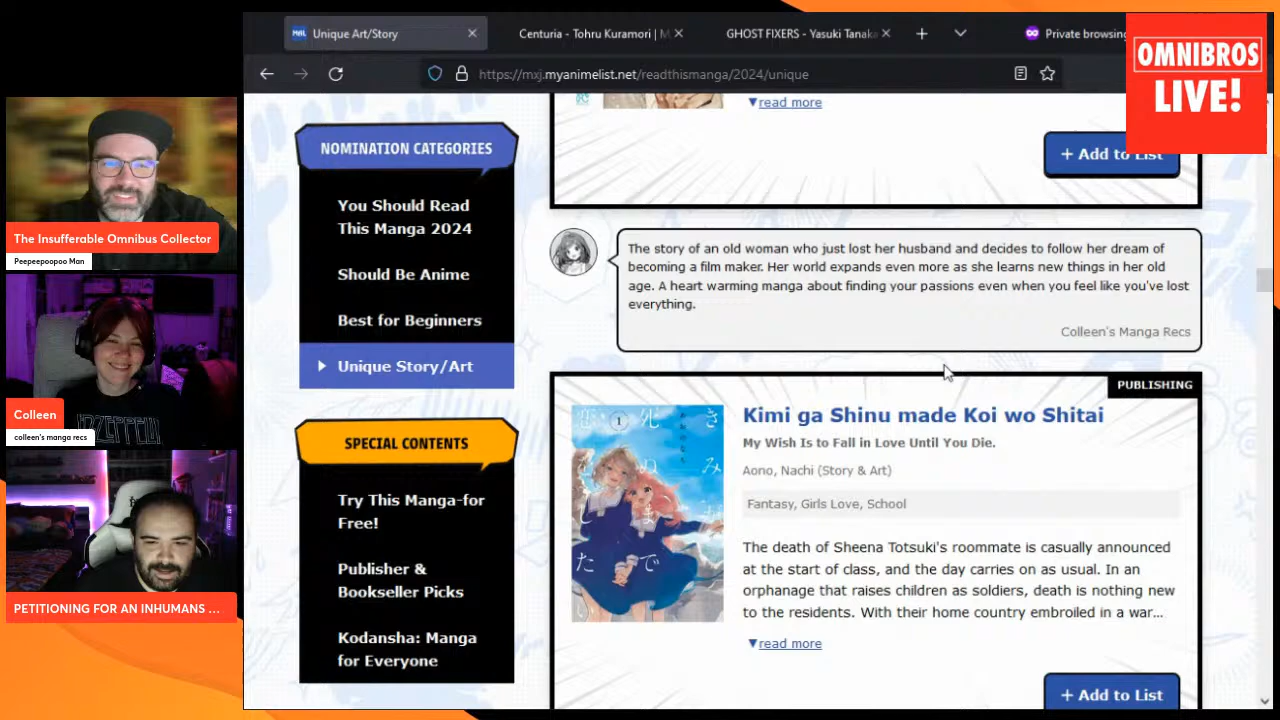 Unique Art/Story
Centuria - Tohru Kuramori | M
GHOST FIXERS - Yasuki Tanaka
Private browsing
https://mxj.myanimelist.net/readthismanga/2024/unique
OMNIBROS
LIVE!
The Insufferable Omnibus Collector
Peepeepoopoo Man
Colleen
colleen's manga recs
PETITIONING FOR AN INHUMANS ...
NOMINATION CATEGORIES
You Should Read
This Manga 2024
Should Be Anime
Best for Beginners
Unique Story/Art
SPECIAL CONTENTS
Try This Manga-for
Free!
Publisher &
Bookseller Picks
Kodansha: Manga
for Everyone
▼read more
+ Add to List
The story of an old woman who just lost her husband and decides to follow her dream of
becoming a film maker. Her world expands even more as she learns new things in her old
age. A heart warming manga about finding your passions even when you feel like you've lost
everything.
Colleen's Manga Recs
PUBLISHING
Kimi ga Shinu made Koi wo Shitai
My Wish Is to Fall in Love Until You Die.
Aono, Nachi (Story & Art)
Fantasy, Girls Love, School
The death of Sheena Totsuki's roommate is casually announced
at the start of class, and the day carries on as usual. In an
orphanage that raises children as soldiers, death is nothing new
to the residents. With their home country embroiled in a war...
▼read more
+ Add to List